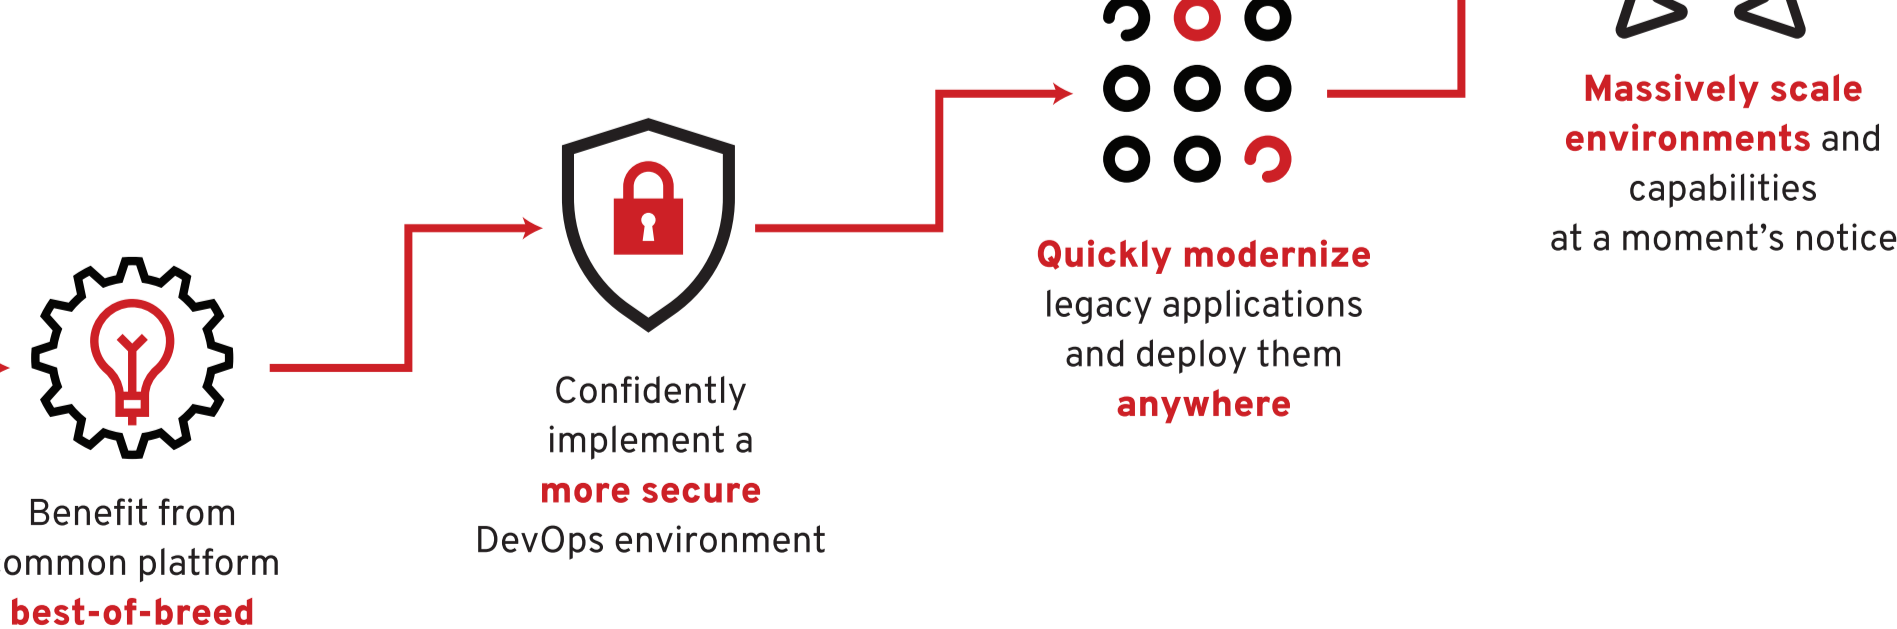 Benefit from
common platform
best-of-breed
Confidently
implement a
more secure
DevOps environment
Quickly modernize
legacy applications
and deploy them
anywhere
Massively scale
environments and
capabilities
at a moment's notice